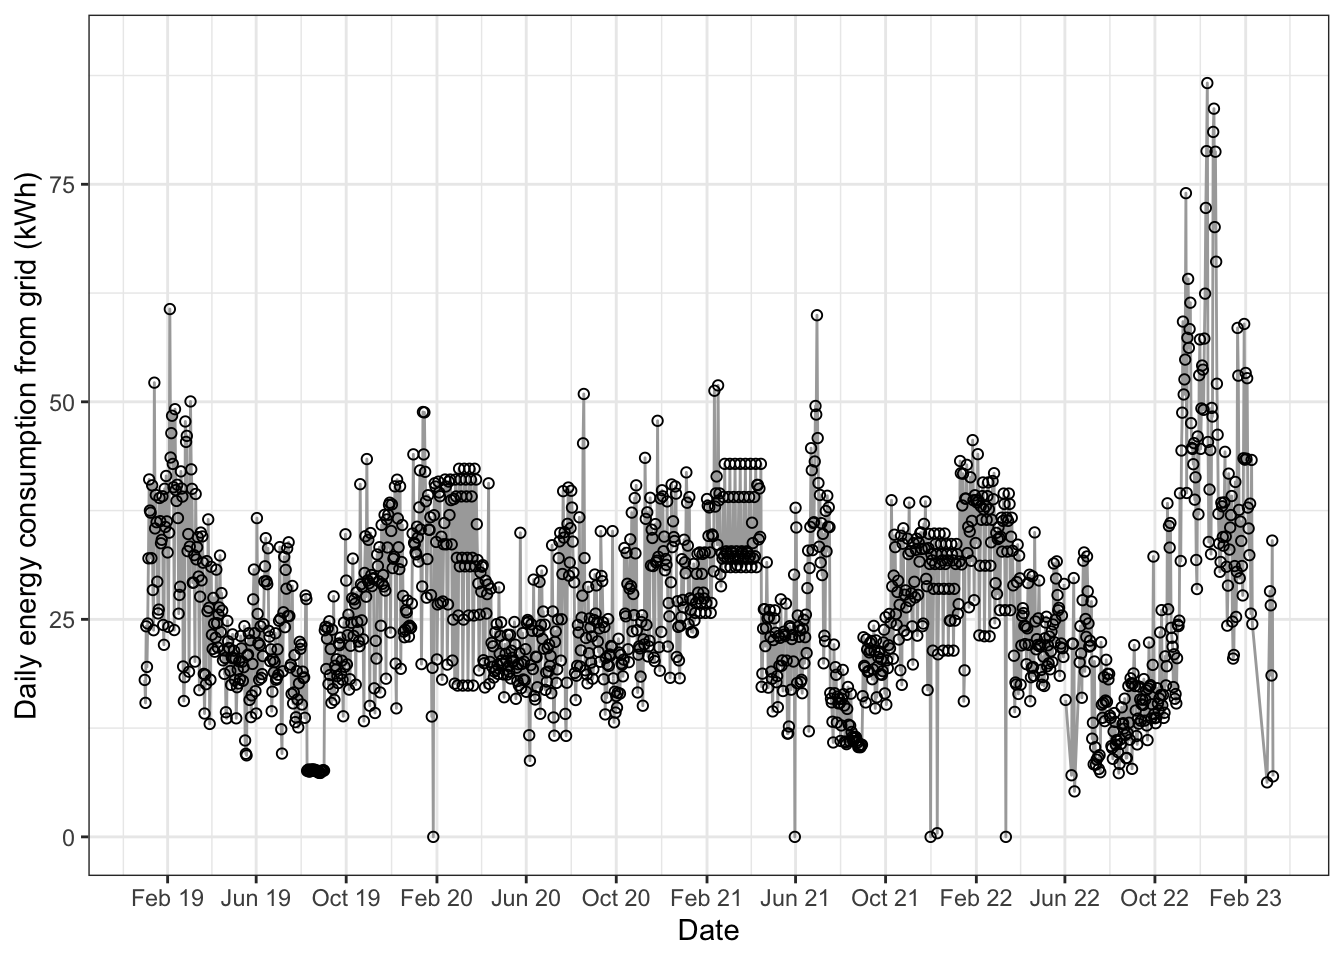 Daily energy consumption from grid (kWh)
75
50
25
0
Feb 19 Jun 19 Oct 19 Feb 20 Jun 20 Oct 20 Feb 21 Jun 21 Oct 21 Feb 22 Jun 22 Oct 22 Feb 23
Date